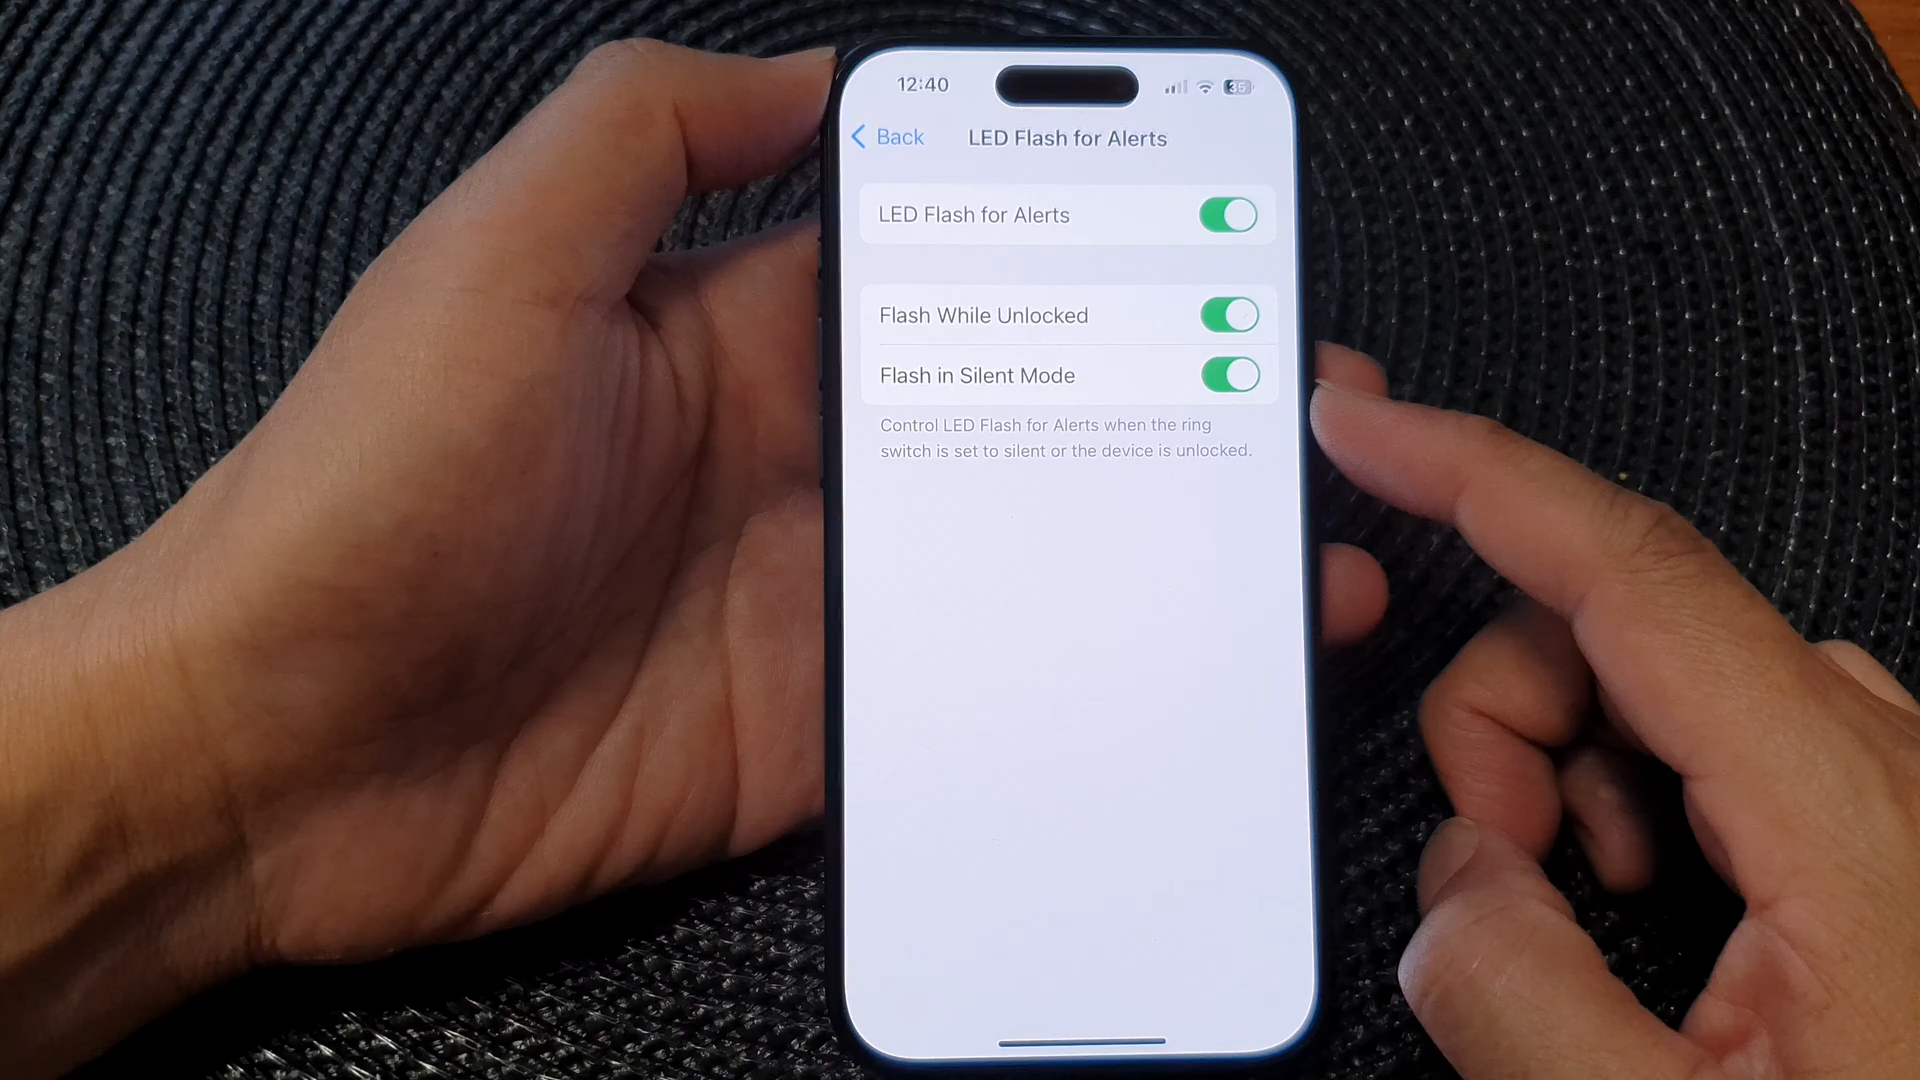 12:40
35
Back
LED Flash for Alerts
LED Flash for Alerts
Flash While Unlocked
Flash in Silent Mode
Control LED Flash for Alerts when the ring
switch is set to silent or the device is unlocked.